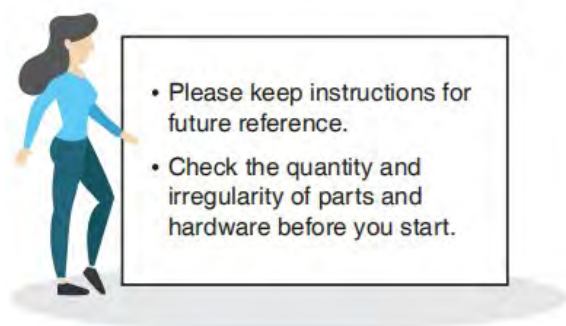 • Please keep instructions for
future reference.
• Check the quantity and
irregularity of parts and
hardware before you start.